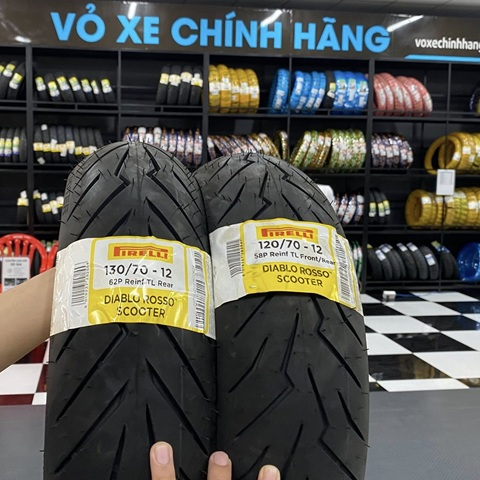 VỎ XE CHÍNH HÃNG
voxechinhhang
PIRELLI
130/70 - 12
62P Reinf TL Rear
DIABLO ROSSO
SCOOTER
PIRELLI
120/70 - 12
58P Reinf TL Front/Rear
DIABLO ROSSO
SCOOTER